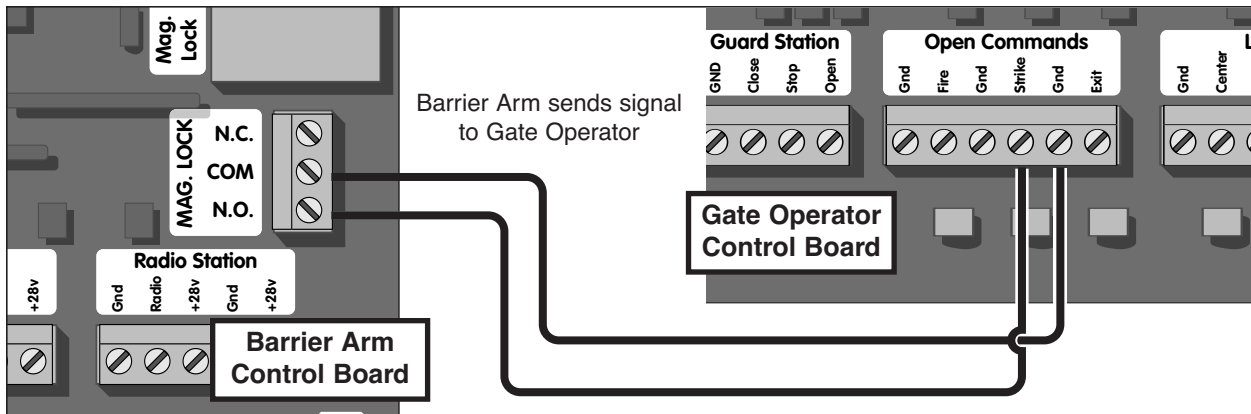 Mag.
Lock
MAG. LOCK
N.C.
COM
N.O.
Barrier Arm sends signal
to Gate Operator
Guard Station
GND
Close
Stop
Open
Open Commands
Gnd
Fire
Gnd
Strike
Gnd
Exit
L
Gnd
Center
Gate Operator
Control Board
+28v
Radio Station
Gnd
Radio
+28v
Gnd
+28v
Barrier Arm
Control Board